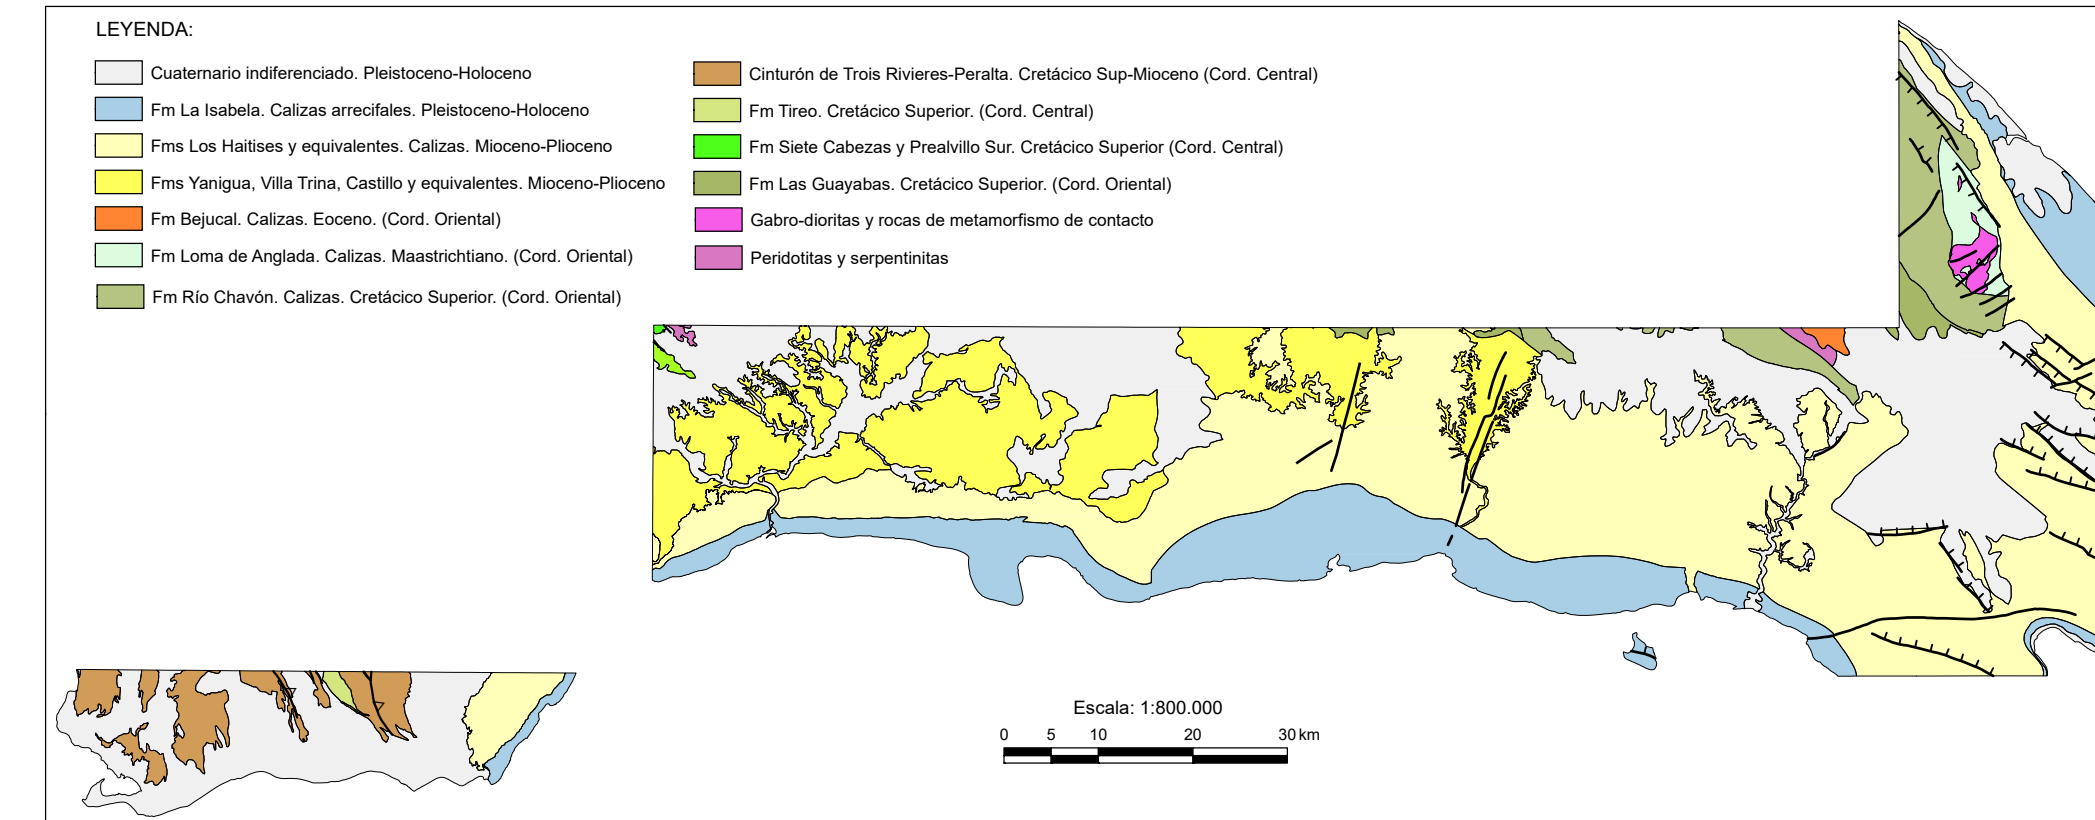 LEYENDA:
Cuaternario indiferenciado. Pleistoceno-Holoceno
Fm La Isabela. Calizas arrecifales. Pleistoceno-Holoceno
Fms Los Haitises y equivalentes. Calizas. Mioceno-Plioceno
Fms Yanigua, Villa Trina, Castillo y equivalentes. Mioceno-Plioceno
Fm Bejucal. Calizas. Eoceno. (Cord. Oriental)
Fm Loma de Anglada. Calizas. Maastrichtiano. (Cord. Oriental)
Fm Río Chavón. Calizas. Cretácico Superior. (Cord. Oriental)
Cinturón de Trois Rivieres-Peralta. Cretácico Sup-Mioceno (Cord. Central)
Fm Tireo. Cretácico Superior. (Cord. Central)
Fm Siete Cabezas y Prealvillo Sur. Cretácico Superior (Cord. Central)
Fm Las Guayabas. Cretácico Superior. (Cord. Oriental)
Gabro-dioritas y rocas de metamorfismo de contacto
Peridotitas y serpentinitas
Escala: 1:800.000
0 5 10 20 30 km